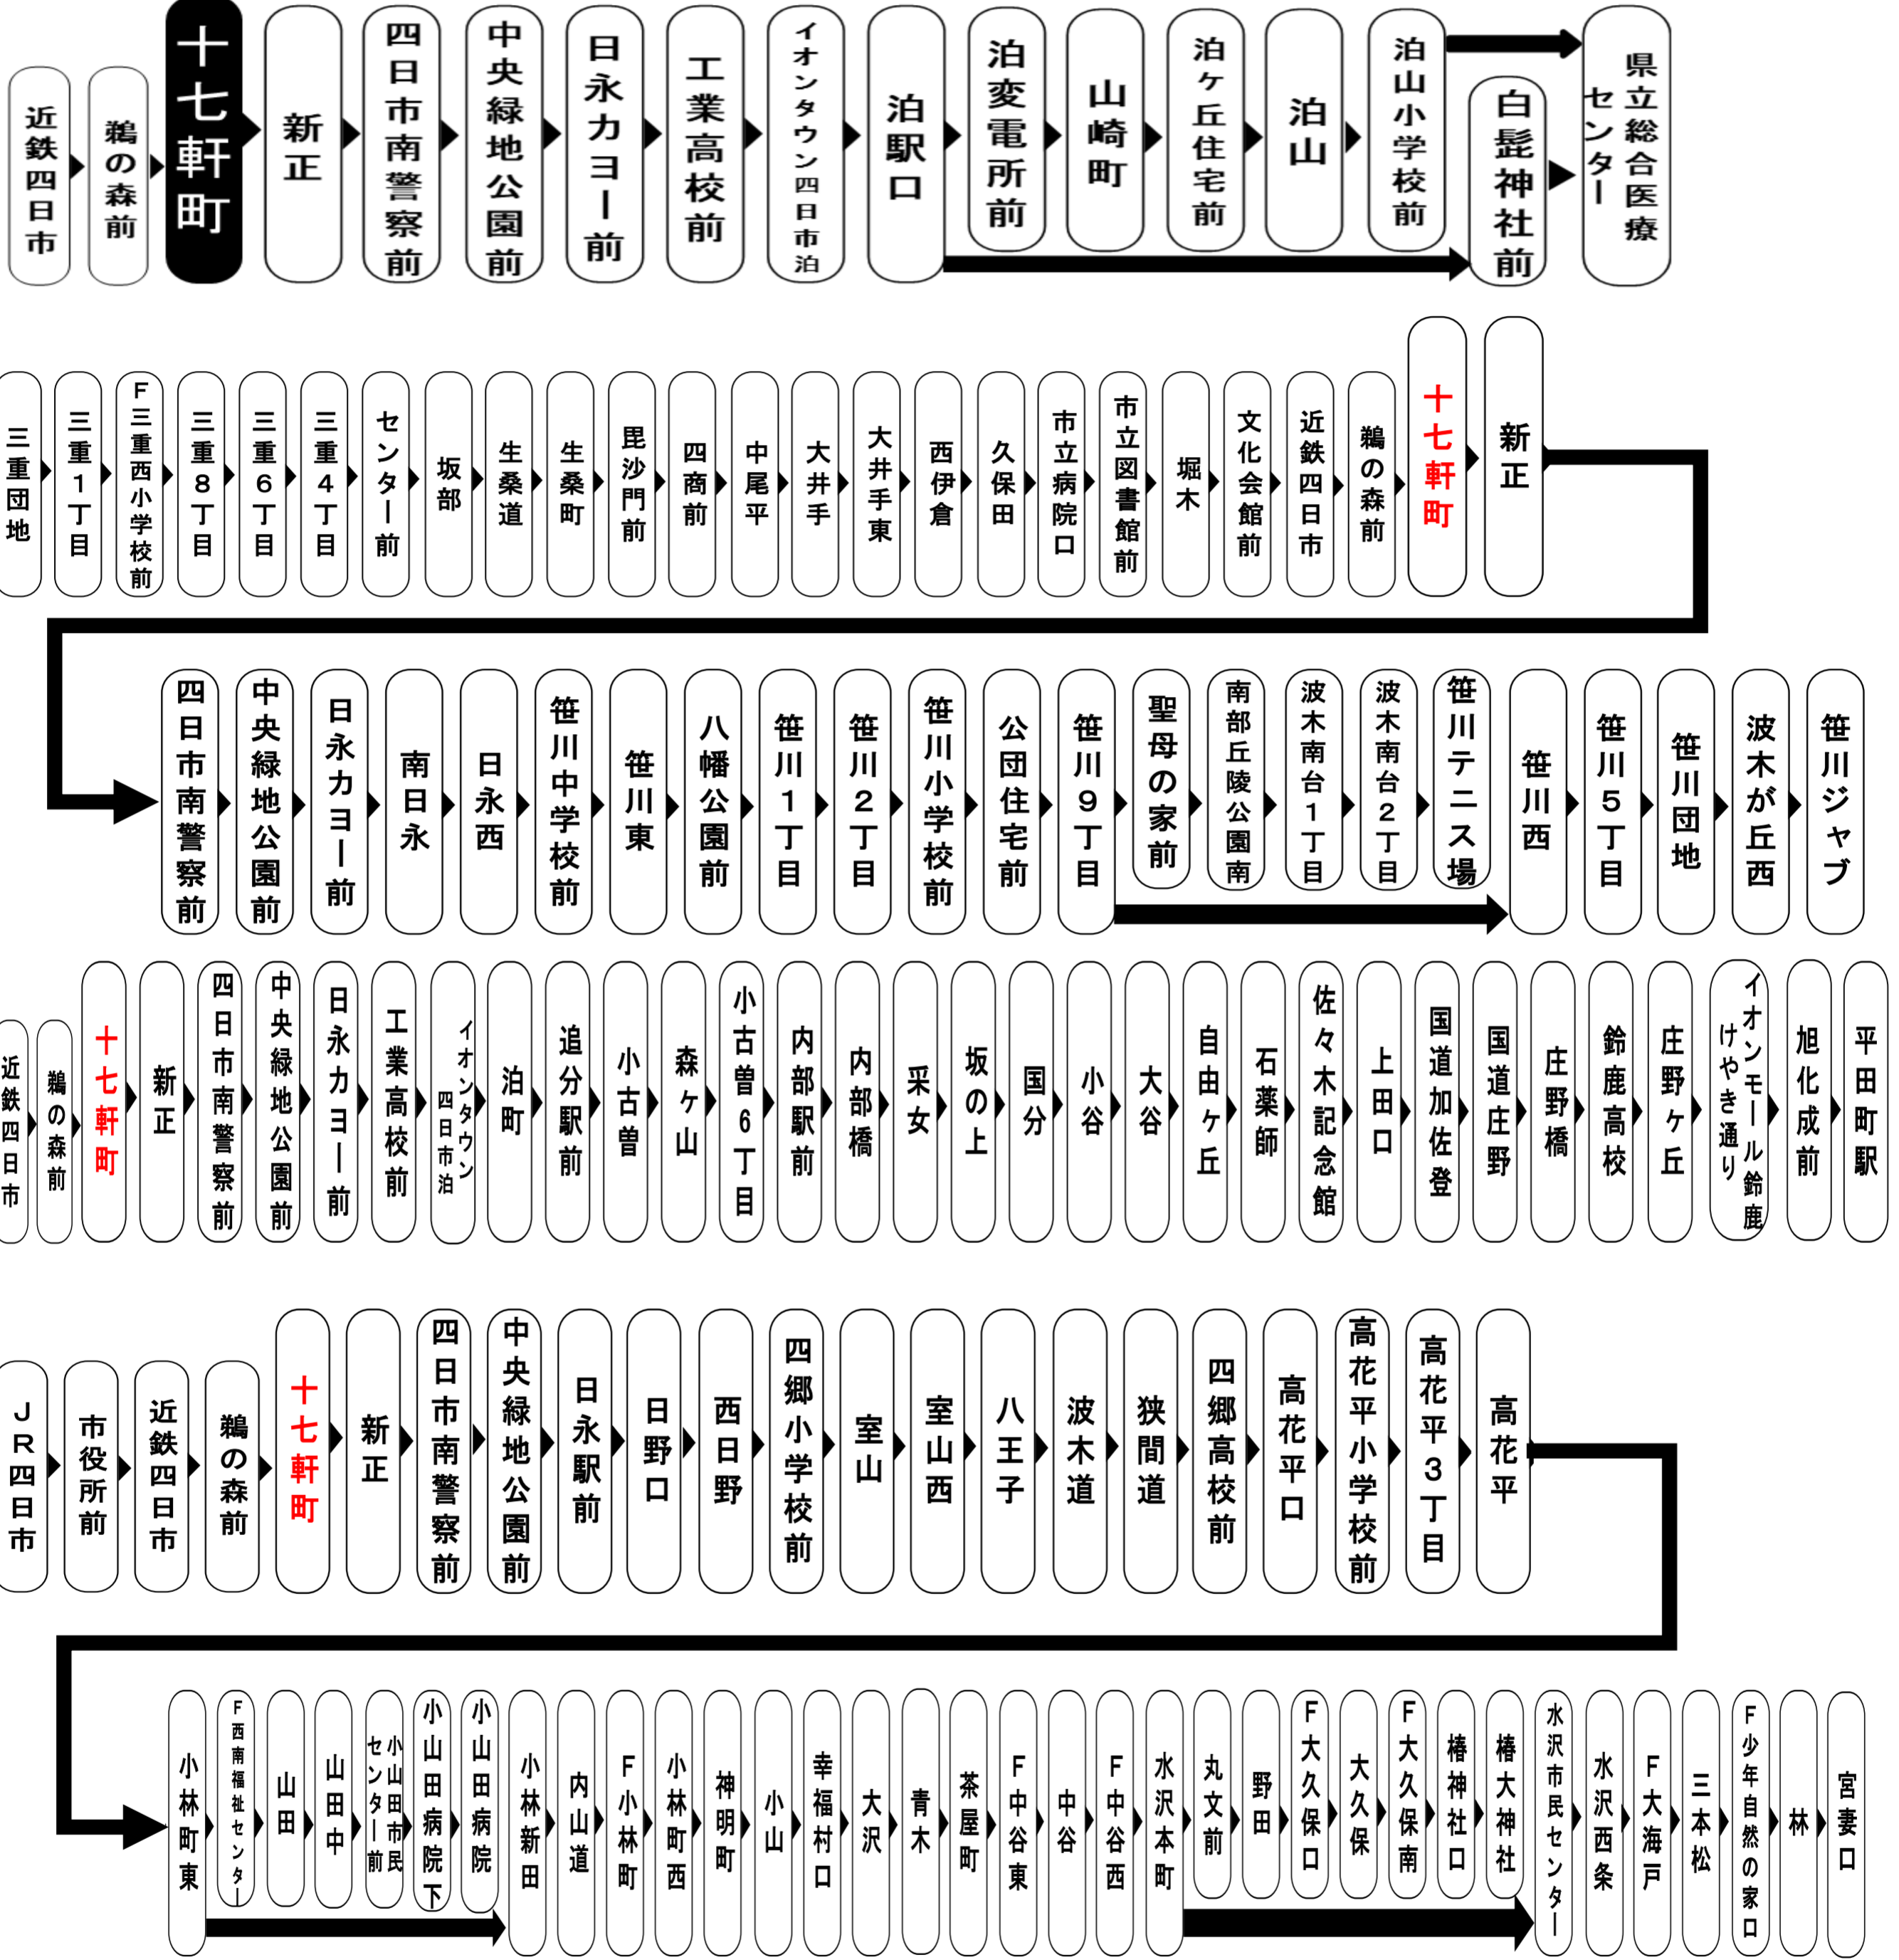 近鉄四日市
鵜の森前
十七軒町
新正
四日市南警察前
中央緑地公園前
日永カヨー前
工業高校前
イオンタウン四日市泊
泊駅口
泊変電所前
山崎町
泊ヶ丘住宅前
泊山
泊山小学校前
白髭神社前
県立総合医療
センター
三重団地
三重１丁目
Ｆ三重西小学校前
三重８丁目
三重６丁目
三重４丁目
センター前
坂部
生桑道
生桑町
毘沙門前
四商前
中尾平
大井手
大井手東
西伊倉
久保田
市立病院口
市立図書館前
堀木
文化会館前
近鉄四日市
鵜の森前
十七軒町
新正
四日市南警察前
中央緑地公園前
日永カヨー前
南日永
日永西
笹川中学校前
笹川東
八幡公園前
笹川１丁目
笹川２丁目
笹川小学校前
公団住宅前
笹川９丁目
聖母の家前
南部丘陵公園南
波木南台１丁目
波木南台２丁目
笹川テニス場
笹川西
笹川５丁目
笹川団地
波木が丘西
笹川ジャブ
近鉄四日市
鵜の森前
十七軒町
新正
四日市南警察前
中央緑地公園前
日永カヨー前
工業高校前
イオンタウン
四日市泊
泊町
追分駅前
小古曽
森ヶ山
小古曽６丁目
内部駅前
内部橋
采女
坂の上
国分
小谷
大谷
自由ヶ丘
石薬師
佐々木記念館
上田口
国道加佐登
国道庄野
庄野橋
鈴鹿高校
庄野ヶ丘
イオンモール鈴鹿
けやき通り
旭化成前
平田町駅
ＪＲ四日市
市役所前
近鉄四日市
鵜の森前
十七軒町
新正
四日市南警察前
中央緑地公園前
日永駅前
日野口
西日野
四郷小学校前
室山
室山西
八王子
波木道
狭間道
四郷高校前
高花平口
高花平小学校前
高花平３丁目
高花平
小林町東
Ｆ西南福祉センター
山田
山田中
小山田市民
センター前
小山田病院下
小山田病院
小林新田
内山道
Ｆ小林町
小林町西
神明町
小山
幸福村口
大沢
青木
茶屋町
Ｆ中谷東
中谷
Ｆ中谷西
水沢本町
丸文前
野田
Ｆ大久保口
大久保
Ｆ大久保南
椿神社口
椿大神社
水沢市民センター
水沢西条
Ｆ大海戸
三本松
Ｆ少年自然の家口
林
宮妻口